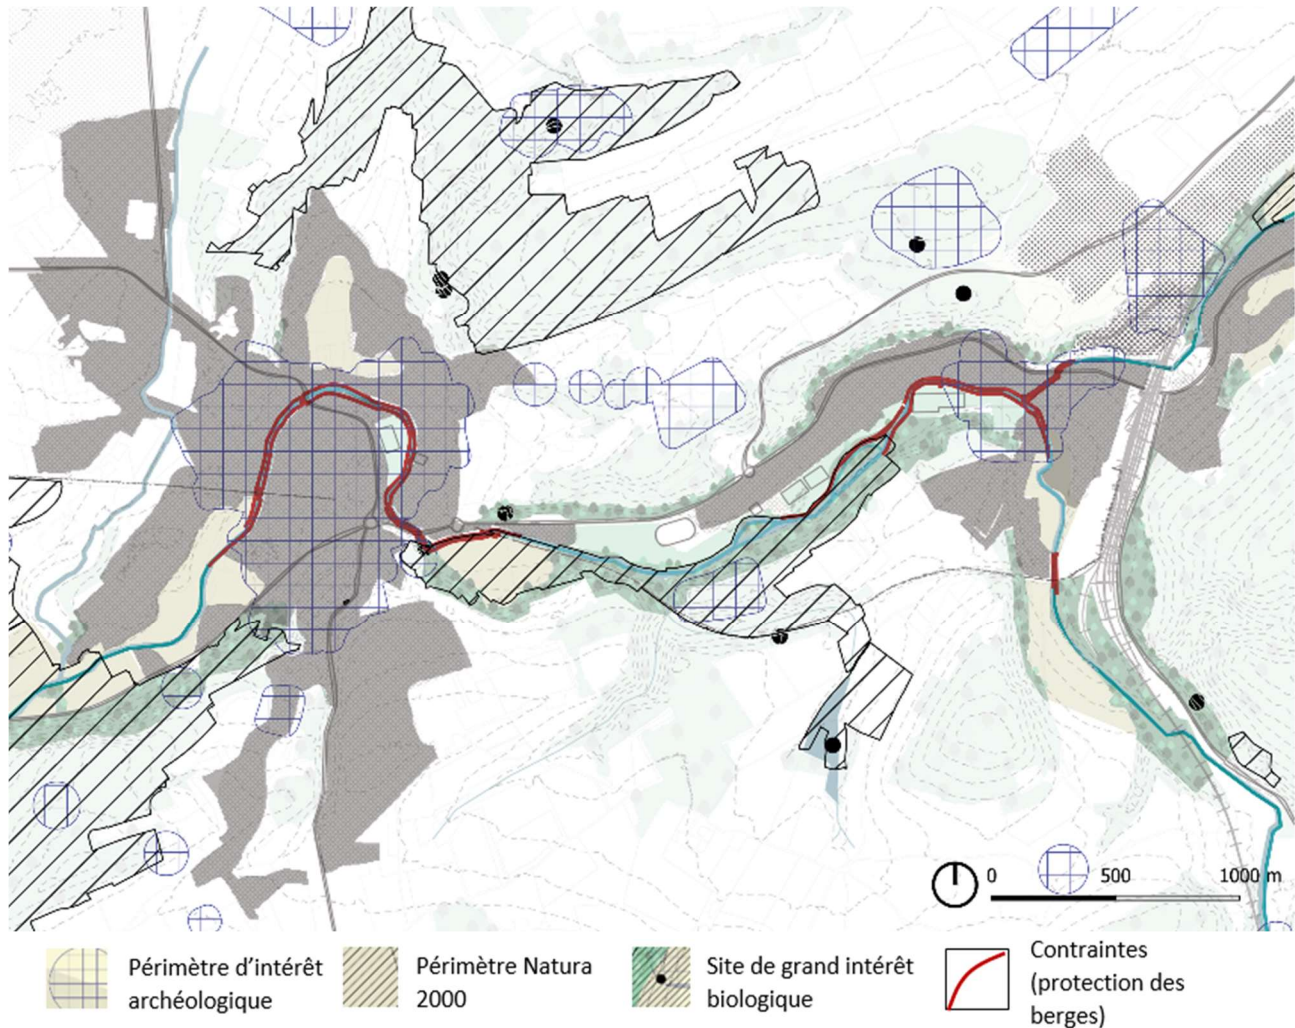 0 500 1000 m
Périmètre d'intérêt
archéologique
Périmètre Natura
2000
Site de grand intérêt
biologique
Contraintes
(protection des
berges)